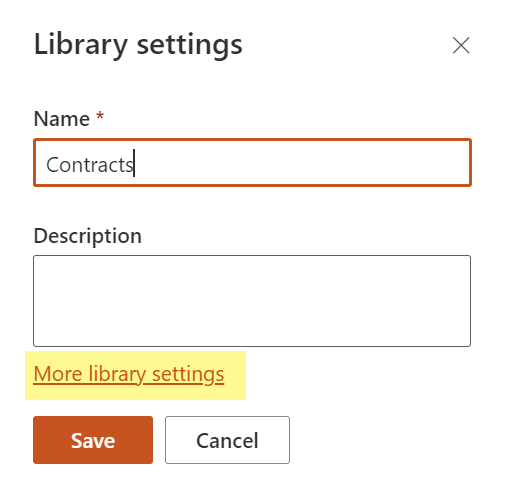 Library settings
Name *
Contracts
Description
More library settings
Save
Cancel